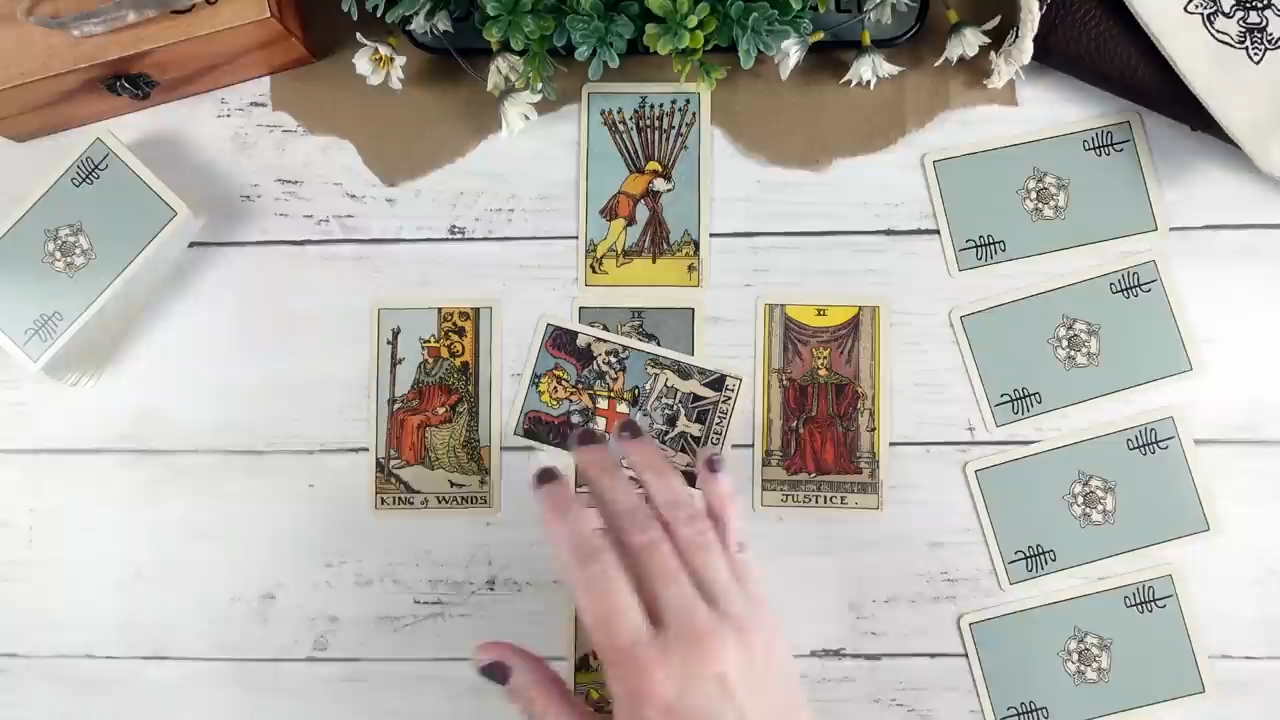 X
KING of WANDS
IX
GEMENT.
XI
JUSTICE.